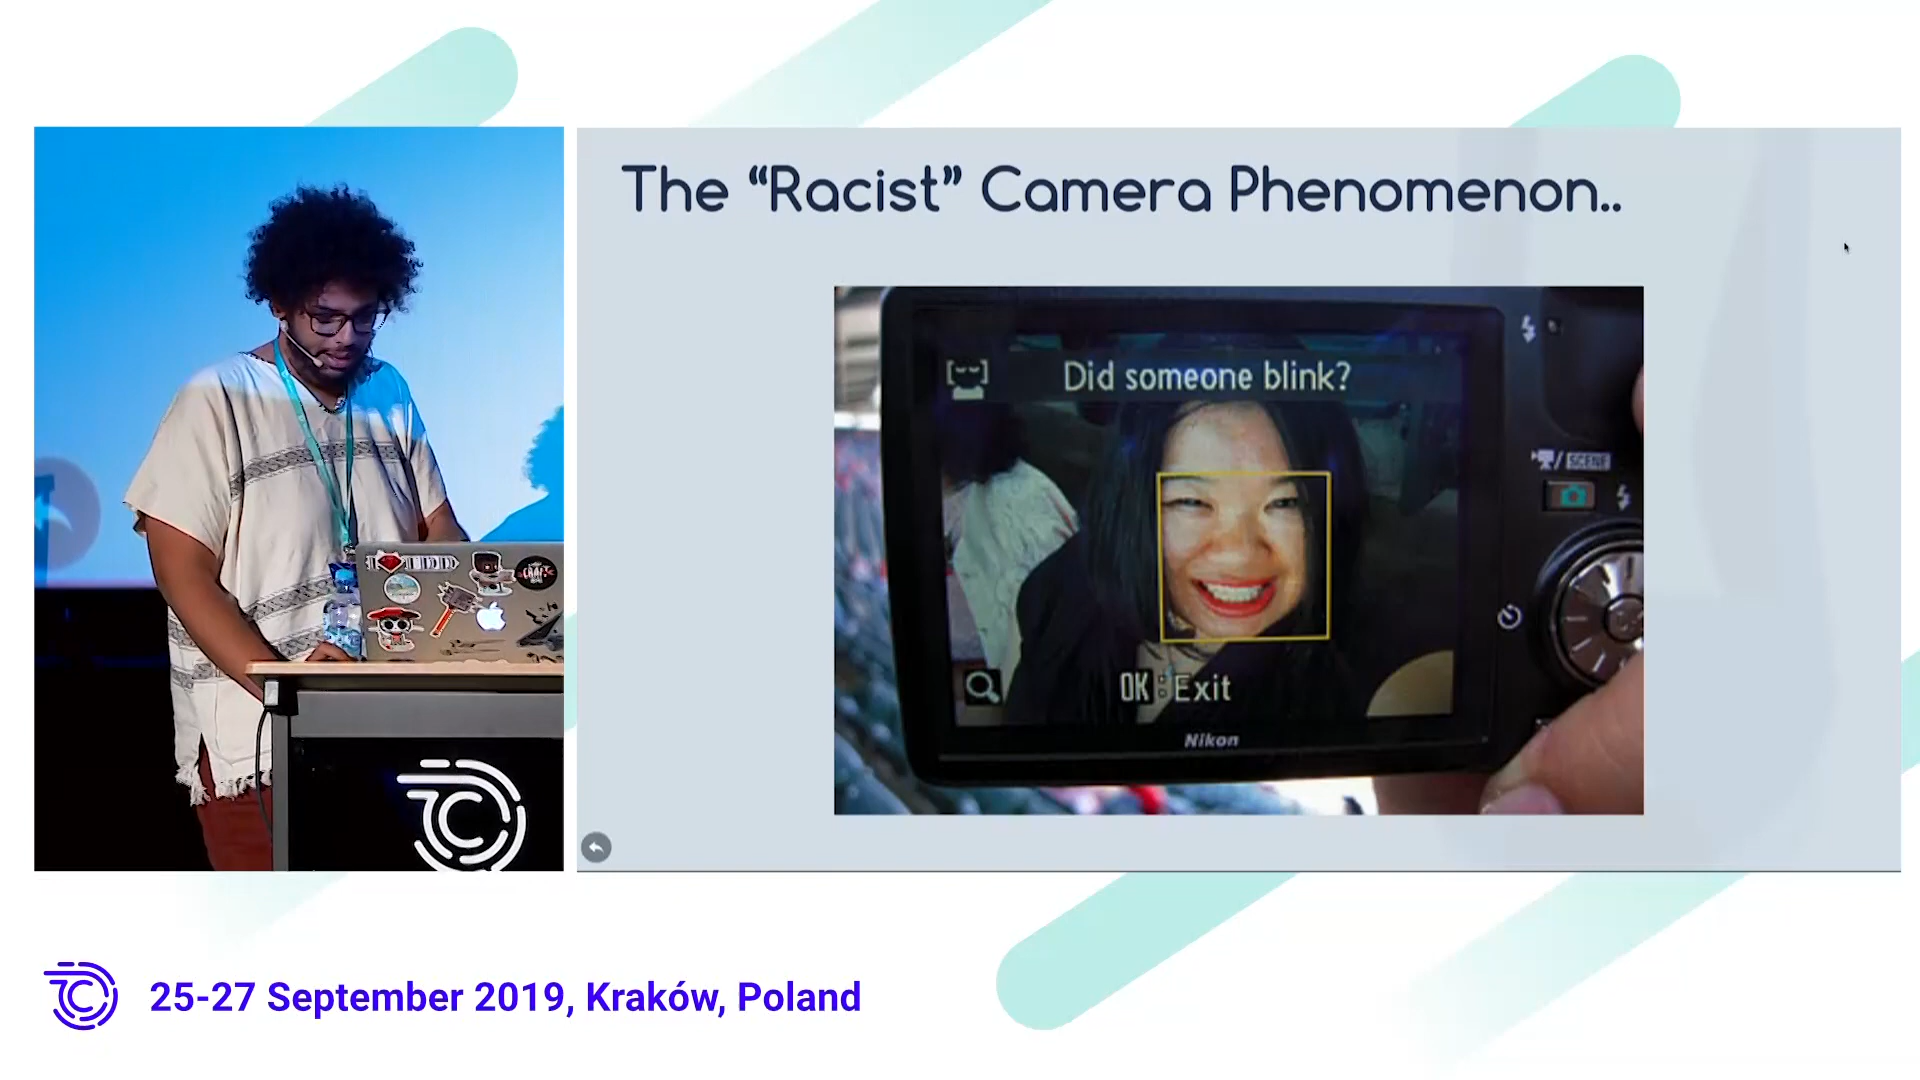 The “Racist” Camera Phenomenon..
Did someone blink?
SCENE
OK : Exit
Nikon
25-27 September 2019, Kraków, Poland